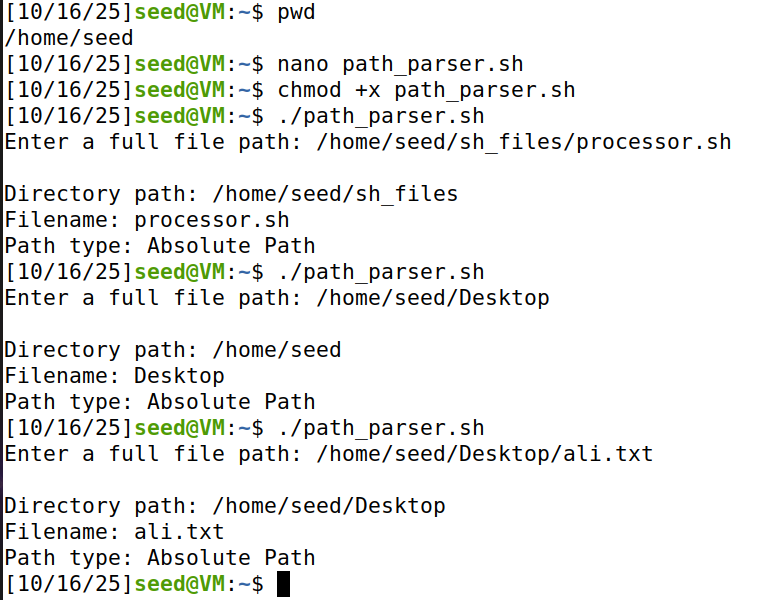 [10/16/25]seed@VM:~$ pwd
/home/seed
[10/16/25]seed@VM:~$ nano path_parser.sh
[10/16/25]seed@VM:~$ chmod +x path_parser.sh
[10/16/25]seed@VM:~$ ./path_parser.sh
Enter a full file path: /home/seed/sh_files/processor.sh
Directory path: /home/seed/sh_files
Filename: processor.sh
Path type: Absolute Path
[10/16/25]seed@VM:~$ ./path_parser.sh
Enter a full file path: /home/seed/Desktop
Directory path: /home/seed
Filename: Desktop
Path type: Absolute Path
[10/16/25]seed@VM:~$ ./path_parser.sh
Enter a full file path: /home/seed/Desktop/ali.txt
Directory path: /home/seed/Desktop
Filename: ali.txt
Path type: Absolute Path
[10/16/25]seed@VM:~$